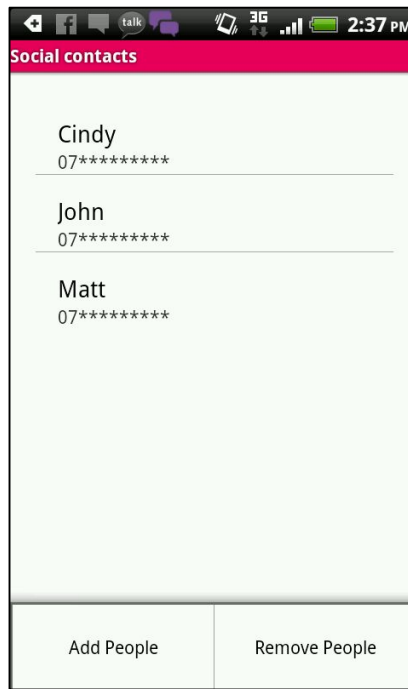 talk 3G 2:37 PM
Social contacts
Cindy
07*********
John
07*********
Matt
07*********
Add People Remove People